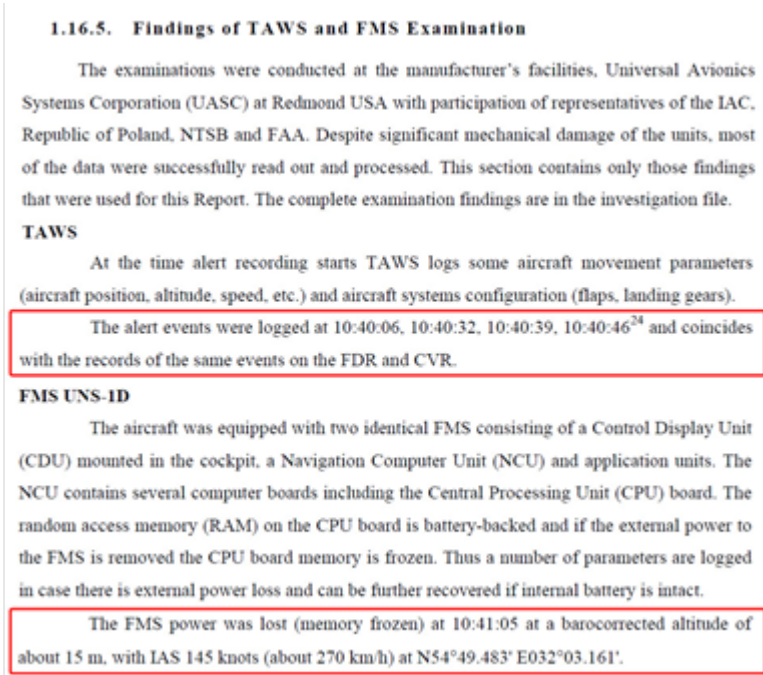 1.16.5. Findings of TAWS and FMS Examination
The examinations were conducted at the manufacturer's facilities, Universal Avionics
Systems Corporation (UASC) at Redmond USA with participation of representatives of the IAC,
Republic of Poland, NTSB and FAA. Despite significant mechanical damage of the units, most
of the data were successfully read out and processed. This section contains only those findings
that were used for this Report. The complete examination findings are in the investigation file.
TAWS
At the time alert recording starts TAWS logs some aircraft movement parameters
(aircraft position, altitude, speed, etc.) and aircraft systems configuration (flaps, landing gears).
The alert events were logged at 10:40:06, 10:40:32, 10:40:39, 10:40:46²⁴ and coincides
with the records of the same events on the FDR and CVR.
FMS UNS-1D
The aircraft was equipped with two identical FMS consisting of a Control Display Unit
(CDU) mounted in the cockpit, a Navigation Computer Unit (NCU) and application units. The
NCU contains several computer boards including the Central Processing Unit (CPU) board. The
random access memory (RAM) on the CPU board is battery-backed and if the external power to
the FMS is removed the CPU board memory is frozen. Thus a number of parameters are logged
in case there is external power loss and can be further recovered if internal battery is intact.
The FMS power was lost (memory frozen) at 10:41:05 at a barocorrected altitude of
about 15 m, with IAS 145 knots (about 270 km/h) at N54°49.483' E032°03.161'.